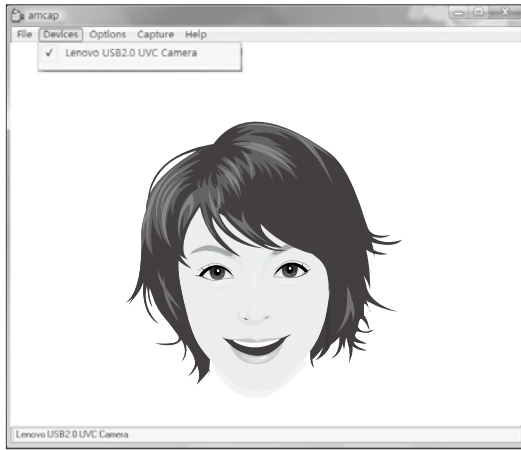 amcap
File Devices Options Capture Help
✓ Lenovo USB2.0 UVC Camera
Lenovo USB2.0 UVC Camera